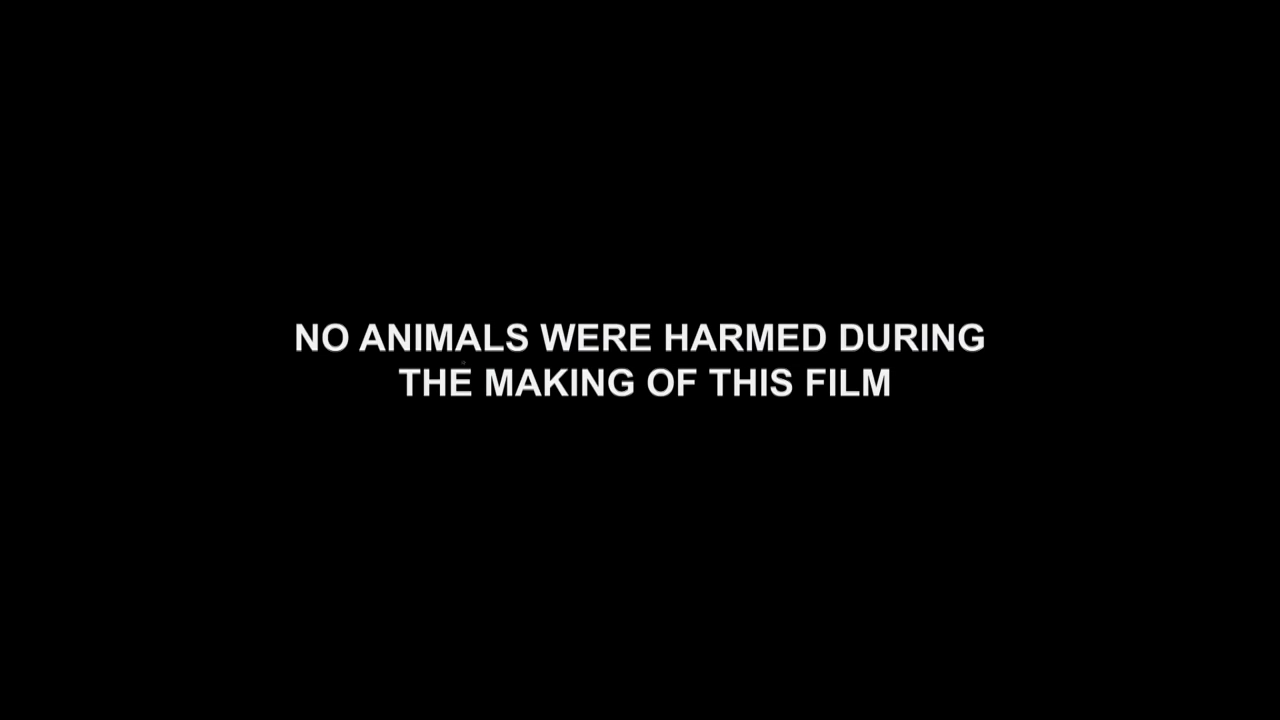 NO ANIMALS WERE HARMED DURING
THE MAKING OF THIS FILM